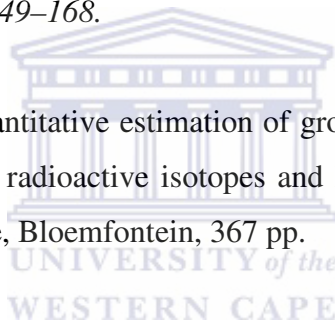 49–168.
antitative estimation of gro
radioactive isotopes and
e, Bloemfontein, 367 pp.
UNIVERSITY of the
WESTERN CAPE